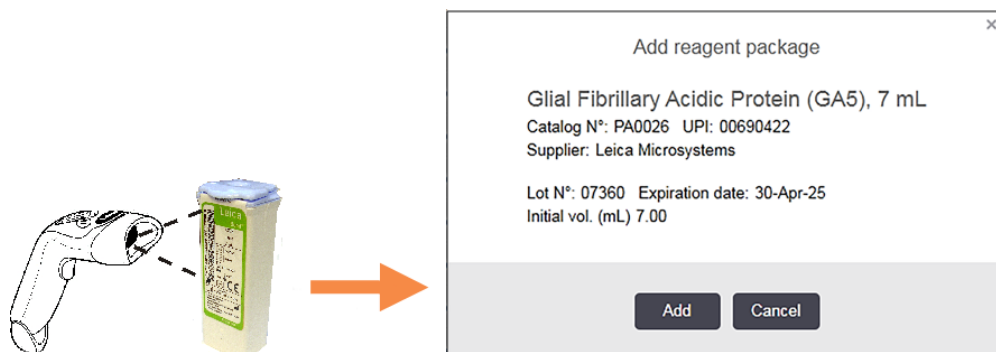 Leica
×
Add reagent package
Glial Fibrillary Acidic Protein (GA5), 7 mL
Catalog N°: PA0026 UPI: 00690422
Supplier: Leica Microsystems
Lot N°: 07360 Expiration date: 30-Apr-25
Initial vol. (mL) 7.00
Add
Cancel